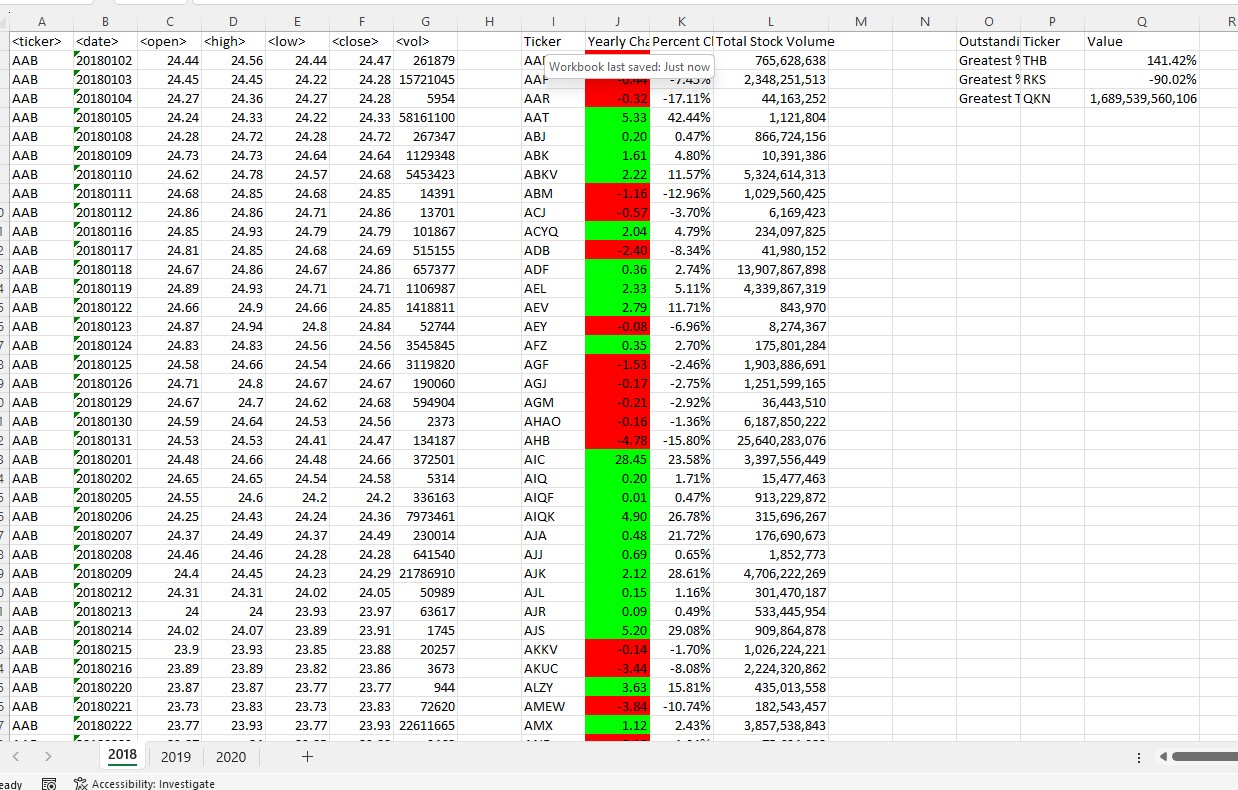 A B C D E F G H I J K L M N O P Q R
<ticker> <date> <open> <high> <low> <close> <vol> Ticker Yearly Cha Percent Cl Total Stock Volume Outstandi Ticker Value
AAB 20180102 24.44 24.56 24.44 24.47 261879 765,628,638 Greatest % THB 141.42%
Workbook last saved: Just now
AAB 20180103 24.45 24.45 24.22 24.28 15721045 AAF -0.44 -7.45% 2,348,251,513 Greatest % RKS -90.02%
AAB 20180104 24.27 24.36 24.27 24.28 5954 AAR -0.32 -17.11% 44,163,252 Greatest T QKN 1,689,539,560,106
AAB 20180105 24.24 24.33 24.22 24.33 58161100 AAT 5.33 42.44% 1,121,804
AAB 20180108 24.28 24.72 24.28 24.72 267347 ABJ 0.20 0.47% 866,724,156
AAB 20180109 24.73 24.73 24.64 24.64 1129348 ABK 1.61 4.80% 10,391,386
AAB 20180110 24.62 24.78 24.57 24.68 5453423 ABKV 2.22 11.57% 5,324,614,313
AAB 20180111 24.68 24.85 24.68 24.85 14391 ABM -1.16 -12.96% 1,029,560,425
AAB 20180112 24.86 24.86 24.71 24.86 13701 ACJ -0.57 -3.70% 6,169,423
AAB 20180116 24.85 24.93 24.79 24.79 101867 ACYQ 2.04 4.79% 234,097,825
AAB 20180117 24.81 24.85 24.68 24.69 515155 ADB -2.40 -8.34% 41,980,152
AAB 20180118 24.67 24.86 24.67 24.86 657377 ADF 0.36 2.74% 13,907,867,898
AAB 20180119 24.89 24.93 24.71 24.71 1106987 AEL 2.33 5.11% 4,339,867,319
AAB 20180122 24.66 24.9 24.66 24.85 1418811 AEV 2.79 11.71% 843,970
AAB 20180123 24.87 24.94 24.8 24.84 52744 AEY -0.08 -6.96% 8,274,367
AAB 20180124 24.83 24.83 24.56 24.56 3545845 AFZ 0.35 2.70% 175,801,284
AAB 20180125 24.58 24.66 24.54 24.66 3119820 AGF -1.53 -2.46% 1,903,886,691
AAB 20180126 24.71 24.8 24.67 24.67 190060 AGJ -0.17 -2.75% 1,251,599,165
AAB 20180129 24.67 24.7 24.62 24.68 594904 AGM -0.21 -2.92% 36,443,510
AAB 20180130 24.59 24.64 24.53 24.56 2373 AHAO -0.16 -1.36% 6,187,850,222
AAB 20180131 24.53 24.53 24.41 24.47 134187 AHB -4.78 -15.80% 25,640,283,076
AAB 20180201 24.48 24.66 24.48 24.66 372501 AIC 28.45 23.58% 3,397,556,449
AAB 20180202 24.65 24.65 24.54 24.58 5314 AIQ 0.20 1.71% 15,477,463
AAB 20180205 24.55 24.6 24.2 24.2 336163 AIQF 0.01 0.47% 913,229,872
AAB 20180206 24.25 24.43 24.24 24.36 7973461 AIQK 4.90 26.78% 315,696,267
AAB 20180207 24.37 24.49 24.37 24.49 230014 AJA 0.48 21.72% 176,690,673
AAB 20180208 24.46 24.46 24.28 24.28 641540 AJJ 0.69 0.65% 1,852,773
AAB 20180209 24.4 24.45 24.23 24.29 21786910 AJK 2.12 28.61% 4,706,222,269
AAB 20180212 24.31 24.31 24.02 24.05 50989 AJL 0.15 1.16% 301,470,187
AAB 20180213 24 24 23.93 23.97 63617 AJR 0.09 0.49% 533,445,954
AAB 20180214 24.02 24.07 23.89 23.91 1745 AJS 5.20 29.08% 909,864,878
AAB 20180215 23.9 23.93 23.85 23.88 20257 AKKV -0.14 -1.70% 1,026,224,221
AAB 20180216 23.89 23.89 23.82 23.86 3673 AKUC -3.44 -8.08% 2,224,320,862
AAB 20180220 23.87 23.87 23.77 23.77 944 ALZY 3.63 15.81% 435,013,558
AAB 20180221 23.73 23.83 23.73 23.83 72620 AMEW -3.84 -10.74% 182,543,457
AAB 20180222 23.77 23.93 23.77 23.93 22611665 AMX 1.12 2.43% 3,857,538,843
2018 2019 2020
eady Accessibility: Investigate